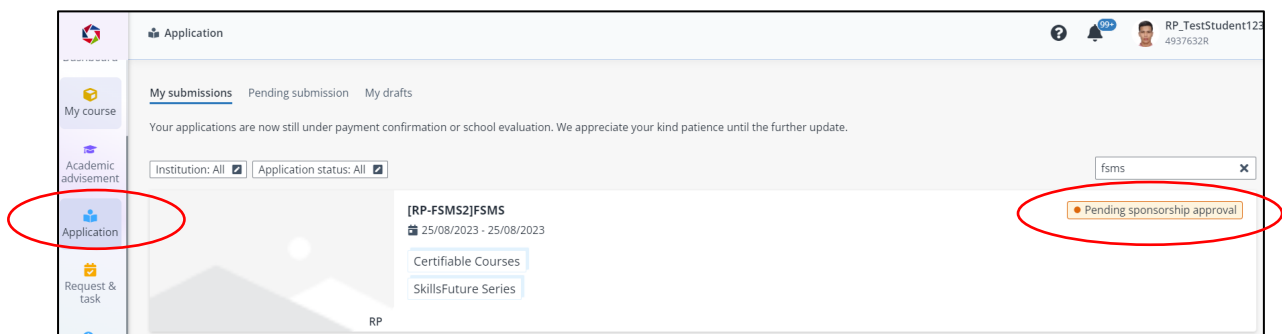 Application
99+
RP_TestStudent123
4937632R
My course
Academic
advisement
Application
Request &
task
My submissions Pending submission My drafts
Your applications are now still under payment confirmation or school evaluation. We appreciate your kind patience until the further update.
Institution: All Application status: All
fsms
[RP-FSMS2]FSMS
Pending sponsorship approval
25/08/2023 - 25/08/2023
Certifiable Courses
SkillsFuture Series
RP